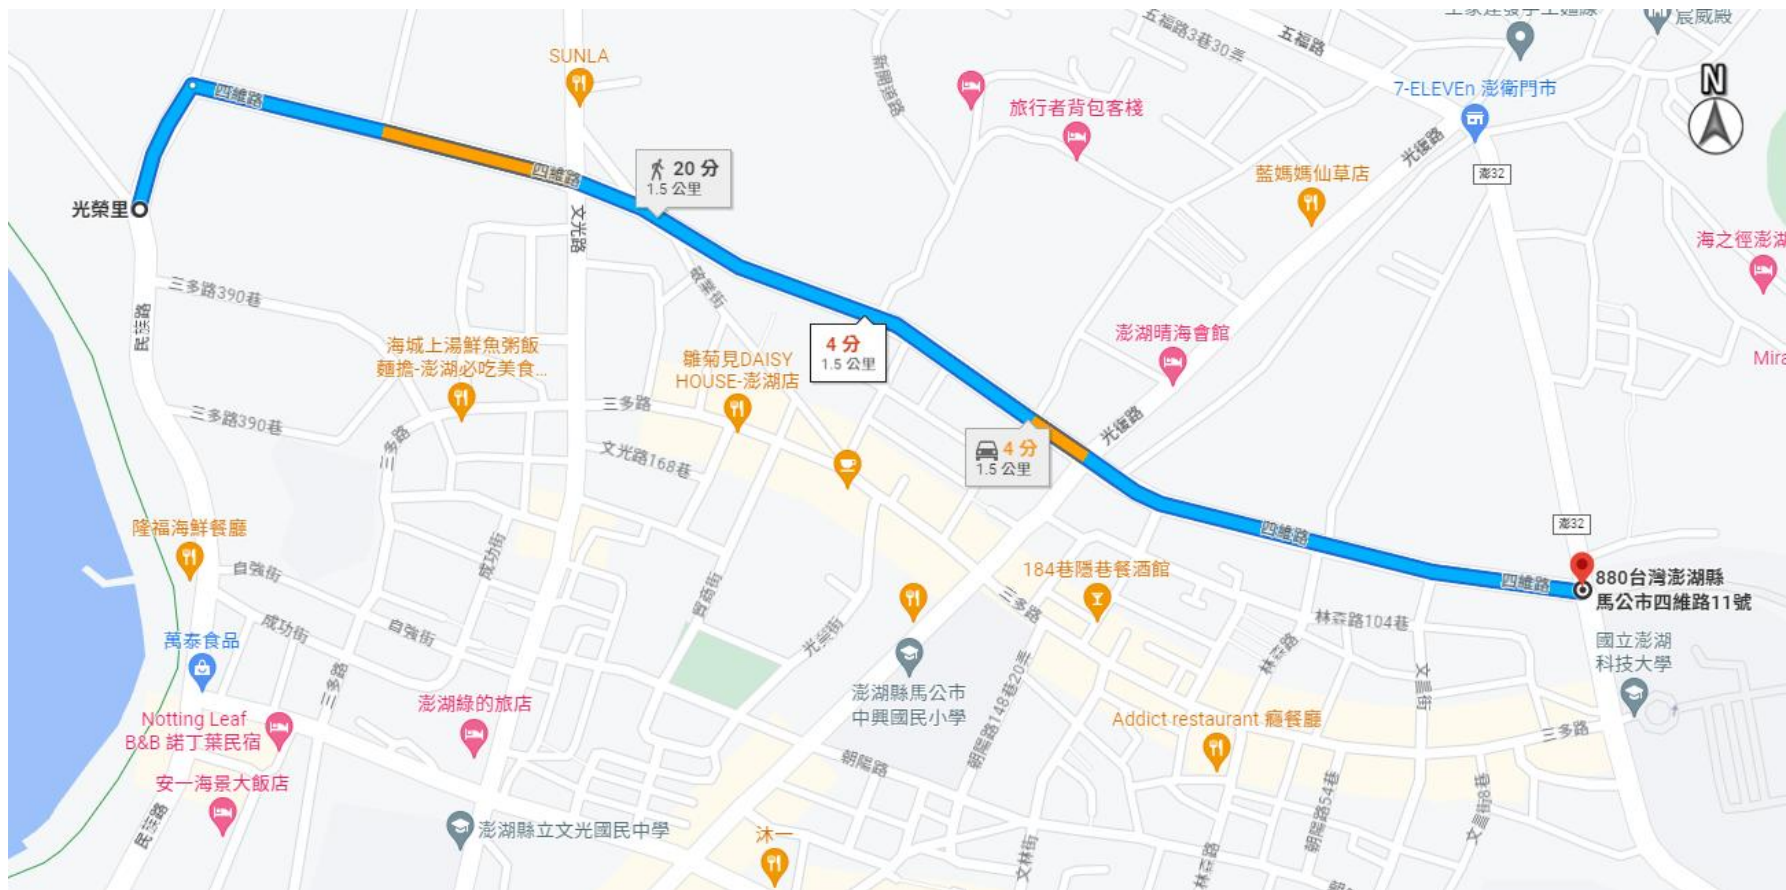 五福路3巷30弄
五福路
宸威殿
SUNLA
新開道路
7-ELEVEn 澎衛門市
N
四維路
旅行者背包客棧
光復路
20 分
1.5 公里
四維路
藍媽媽仙草店
澎32
光榮里
文光路
海之徑澎湖
啟業街
三多路390巷
民族路
4 分
1.5 公里
澎湖晴海會館
海城上湯鮮魚粥飯
麵擔-澎湖必吃美食...
雛菊見DAISY
HOUSE-澎湖店
Mira
三多路390巷
三多路
三多路
光復路
4 分
1.5 公里
文光路168巷
隆福海鮮餐廳
成功街
四維路
澎32
自強街
貿商街
184巷隱巷餐酒館
三多路
四維路
880台灣澎湖縣
馬公市四維路11號
林森路104巷
成功街
自強街
光榮街
林森路
萬泰食品
國立澎湖
科技大學
三多路
澎湖縣馬公市
中興國民小學
朝陽路148巷20弄
文昌街
澎湖綠的旅店
Notting Leaf
B&B 諾丁葉民宿
Addict restaurant 癮餐廳
三多路
安一海景大飯店
朝陽路
朝陽路54巷
文昌街8巷
民族路
澎湖縣立文光國民中學
沐一
文林街
林森路